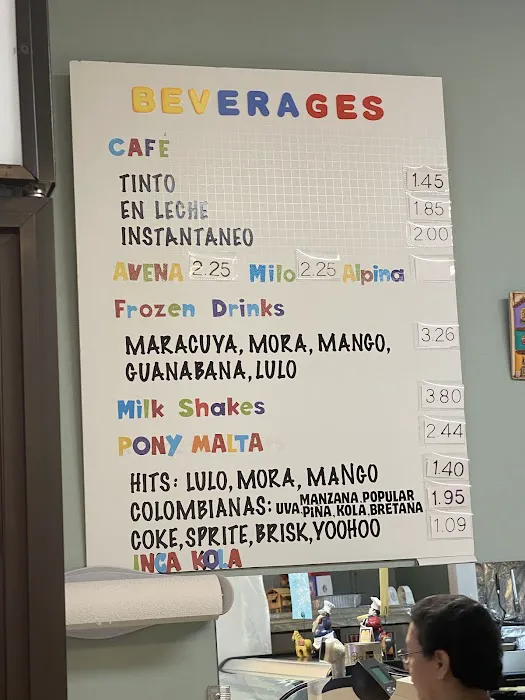 BEVERAGES
CAFÉ
TINTO 1.45
EN LECHE 1.85
INSTANTANEO 2.00
AVENA 2.25 Milo 2.25 Alpina
Frozen Drinks
MARACUYA, MORA, MANGO, 3.26
GUANABANA, LULO
Milk Shakes 3.80
PONY MALTA 2.44
HITS: LULO, MORA, MANGO 1.40
COLOMBIANAS: UVA, MANZANA, POPULAR 1.95
PIÑA, KOLA, BRETAÑA
COKE, SPRITE, BRISK, YOOHOO 1.09
INCA KOLA